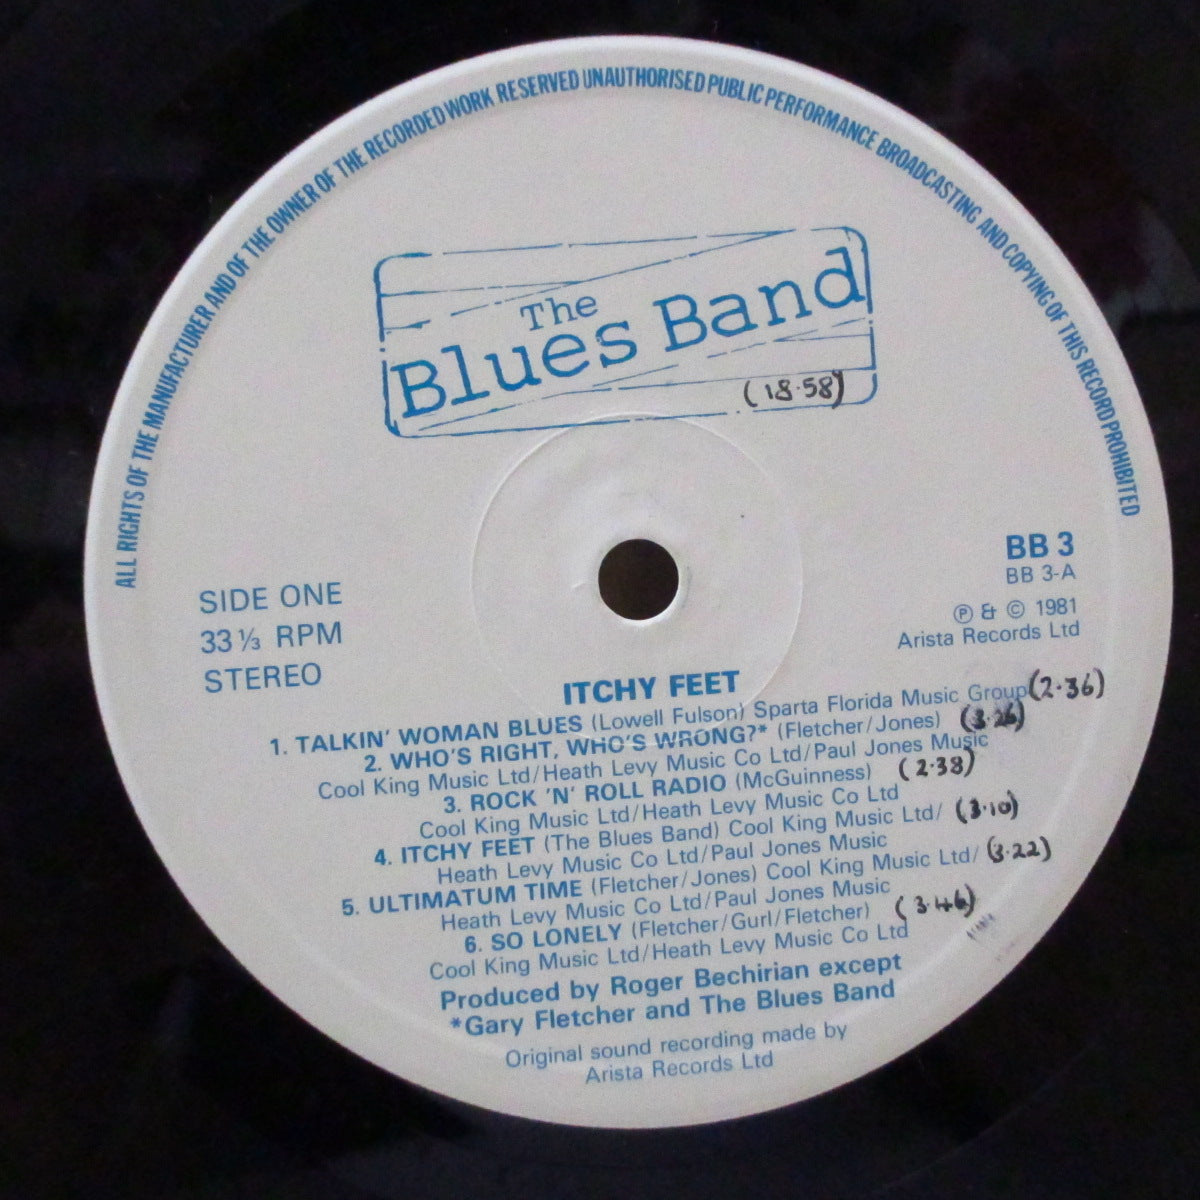 ALL RIGHTS OF THE MANUFACTURER AND OF THE OWNER OF THE RECORDED WORK RESERVED UNAUTHORISED PUBLIC PERFORMANCE BROADCASTING AND COPYING OF THIS RECORD PROHIBITED
The
Blues Band
(18.58)
SIDE ONE
33⅓ RPM
STEREO
BB 3
BB 3-A
℗ & © 1981
Arista Records Ltd
ITCHY FEET
1. TALKIN' WOMAN BLUES (Lowell Fulson) Sparta Florida Music Group (2.36)
2. WHO'S RIGHT, WHO'S WRONG?* (Fletcher/Jones) (3.26)
Cool King Music Ltd/Heath Levy Music Co Ltd/Paul Jones Music
3. ROCK 'N' ROLL RADIO (McGuinness) (2.38)
Cool King Music Ltd/Heath Levy Music Co Ltd
4. ITCHY FEET (The Blues Band) Cool King Music Ltd/ (3.10)
Heath Levy Music Co Ltd/Paul Jones Music
5. ULTIMATUM TIME (Fletcher/Jones) Cool King Music Ltd/ (3.22)
Heath Levy Music Co Ltd/Paul Jones Music
6. SO LONELY (Fletcher/Gurl/Fletcher) (3.46)
Cool King Music Ltd/Heath Levy Music Co Ltd
Produced by Roger Bechirian except
*Gary Fletcher and The Blues Band
Original sound recording made by
Arista Records Ltd